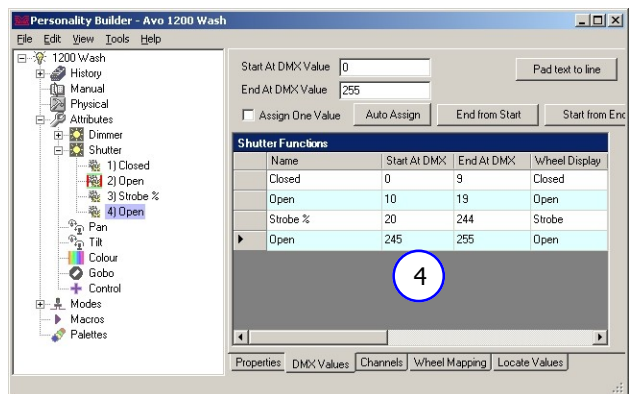 Personality Builder - Avo 1200 Wash
File Edit View Tools Help
1200 Wash
History
Manual
Physical
Attributes
Dimmer
Shutter
1) Closed
2) Open
3) Strobe %
4) Open
Pan
Tilt
Colour
Gobo
Control
Modes
Macros
Palettes
Start At DMX Value 0
Pad text to line
End At DMX Value 255
Assign One Value Auto Assign End from Start Start from Enc
Shutter Functions
Name Start At DMX End At DMX Wheel Display
Closed 0 9 Closed
Open 10 19 Open
Strobe % 20 244 Strobe
Open 245 255 Open
4
Properties DMX Values Channels Wheel Mapping Locate Values